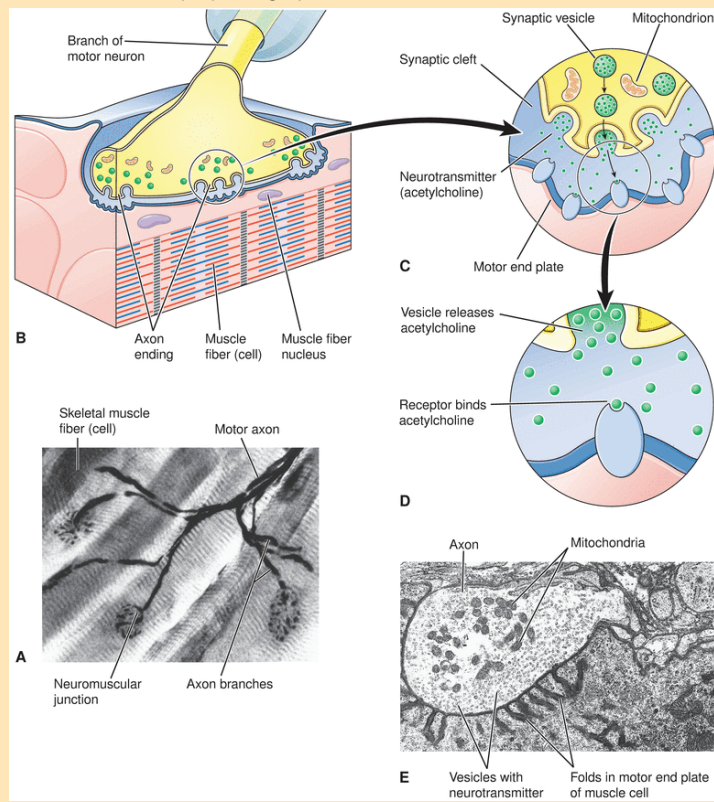 B
Branch of
motor neuron
Axon
ending
Muscle
fiber (cell)
Muscle fiber
nucleus
Synaptic vesicle
Mitochondrion
Synaptic cleft
Neurotransmitter
(acetylcholine)
Motor end plate
C
Vesicle releases
acetylcholine
Receptor binds
acetylcholine
D
Skeletal muscle
fiber (cell)
Motor axon
A
Neuromuscular
junction
Axon branches
Axon
Mitochondria
E
Vesicles with
neurotransmitter
Folds in motor end plate
of muscle cell